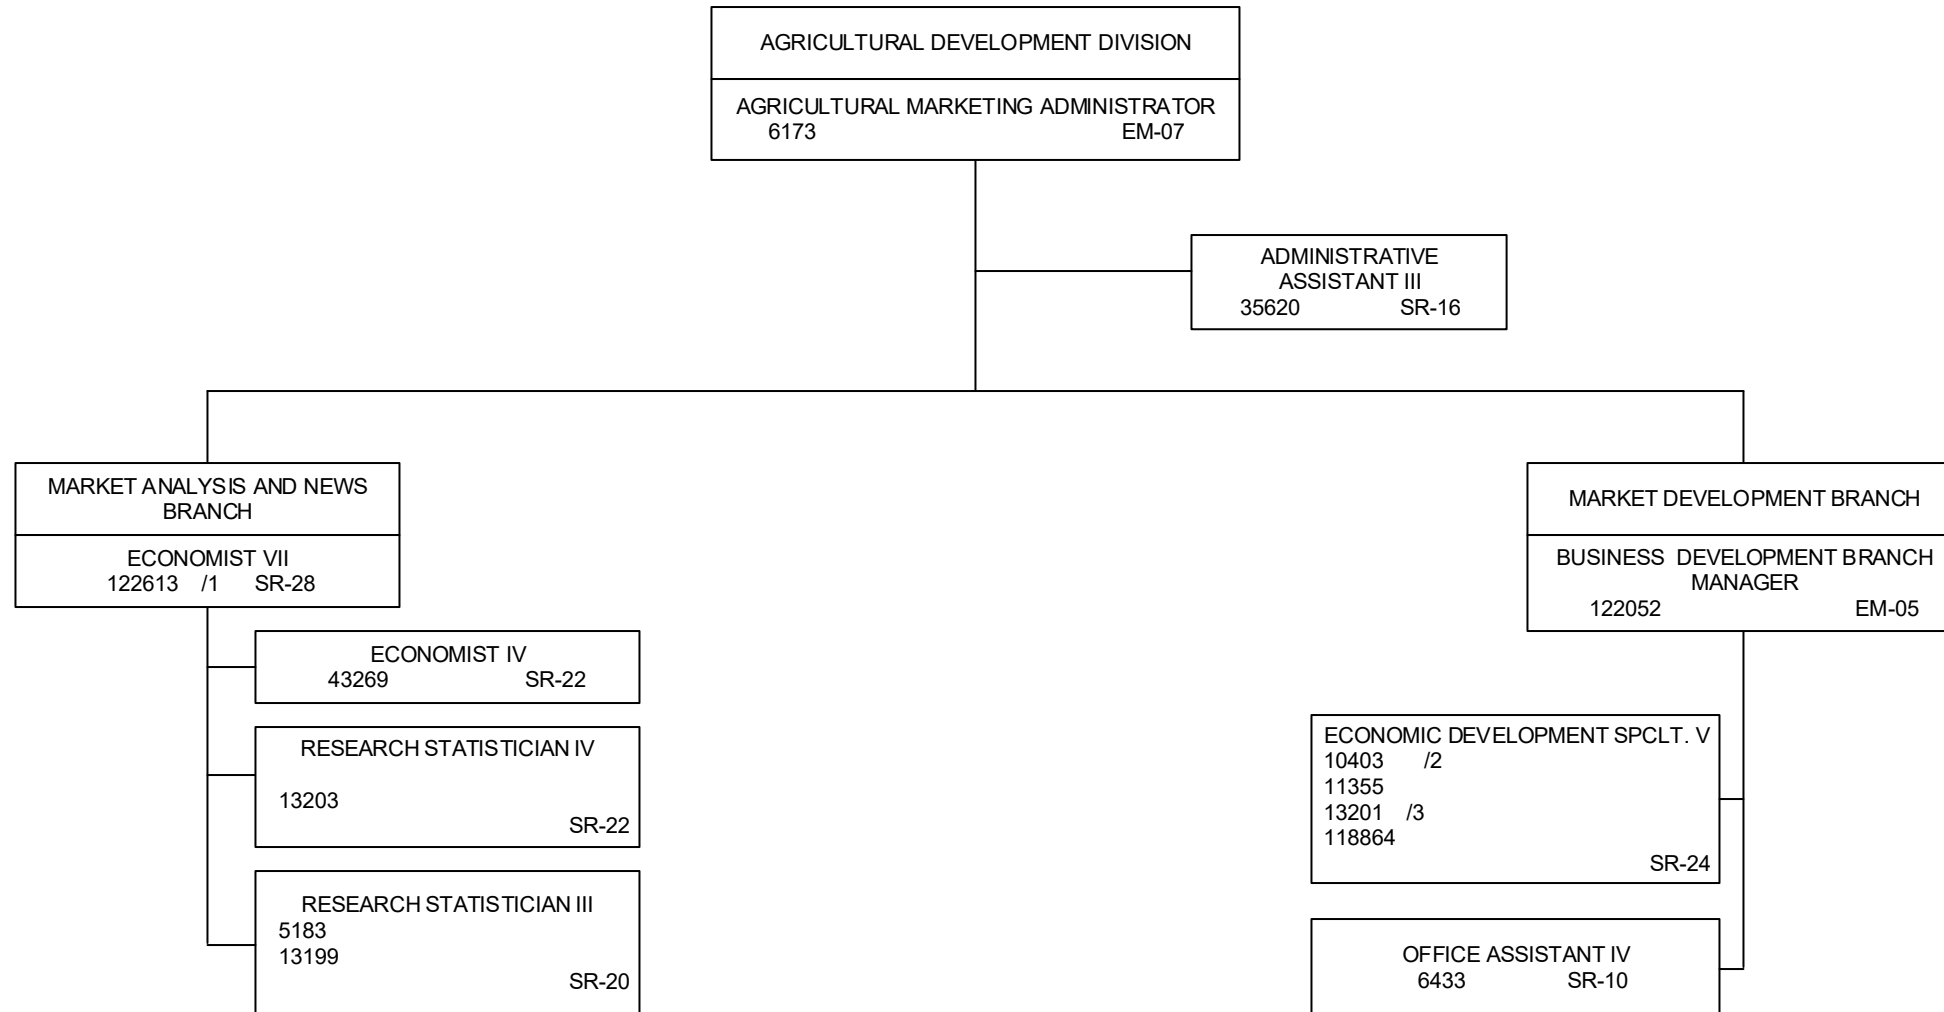 AGRICULTURAL DEVELOPMENT DIVISION
AGRICULTURAL MARKETING ADMINISTRATOR
6173 EM-07
ADMINISTRATIVE
ASSISTANT III
35620 SR-16
MARKET ANALYSIS AND NEWS
BRANCH
ECONOMIST VII
122613 /1 SR-28
ECONOMIST IV
43269 SR-22
RESEARCH STATISTICIAN IV
13203
SR-22
RESEARCH STATISTICIAN III
5183
13199
SR-20
MARKET DEVELOPMENT BRANCH
BUSINESS DEVELOPMENT BRANCH
MANAGER
122052 EM-05
ECONOMIC DEVELOPMENT SPCLT. V
10403 /2
11355
13201 /3
118864
SR-24
OFFICE ASSISTANT IV
6433 SR-10